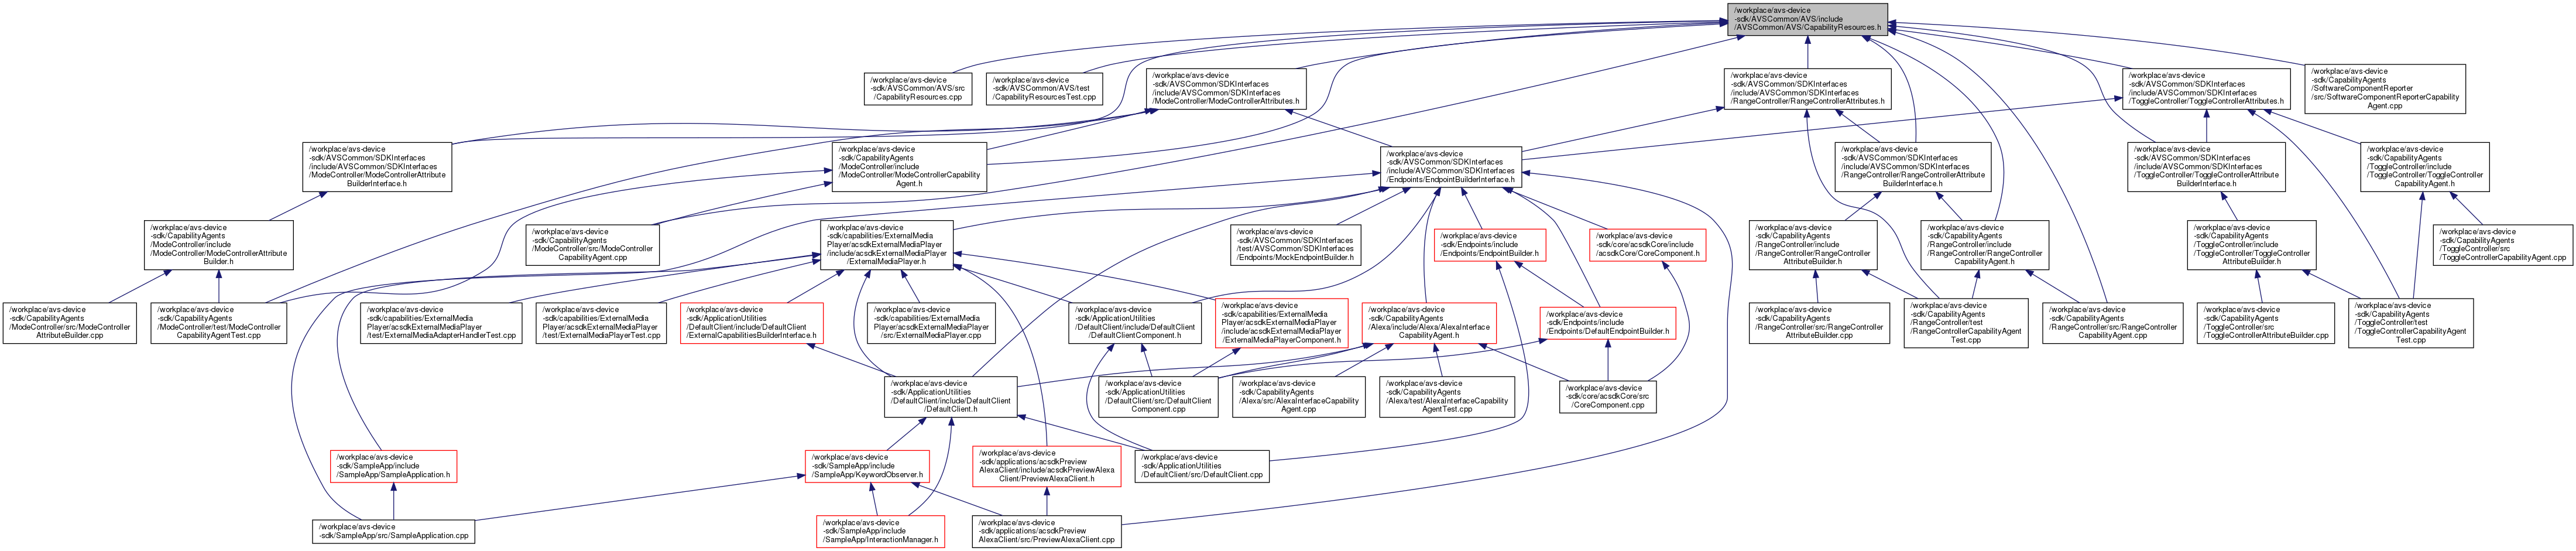 /workplace/avs-device
-sdk/AVSCommon/AVS/include
/AVSCommon/AVS/CapabilityResources.h
/workplace/avs-device
-sdk/AVSCommon/AVS/src
/CapabilityResources.cpp
/workplace/avs-device
-sdk/AVSCommon/AVS/test
/CapabilityResourcesTest.cpp
/workplace/avs-device
-sdk/AVSCommon/SDKInterfaces
/include/AVSCommon/SDKInterfaces
/ModeController/ModeControllerAttributes.h
/workplace/avs-device
-sdk/AVSCommon/SDKInterfaces
/include/AVSCommon/SDKInterfaces
/RangeController/RangeControllerAttributes.h
/workplace/avs-device
-sdk/AVSCommon/SDKInterfaces
/include/AVSCommon/SDKInterfaces
/ToggleController/ToggleControllerAttributes.h
/workplace/avs-device
-sdk/CapabilityAgents
/SoftwareComponentReporter
/src/SoftwareComponentReporterCapability
Agent.cpp
/workplace/avs-device
-sdk/AVSCommon/SDKInterfaces
/include/AVSCommon/SDKInterfaces
/ModeController/ModeControllerAttribute
BuilderInterface.h
/workplace/avs-device
-sdk/CapabilityAgents
/ModeController/include
/ModeController/ModeControllerCapability
Agent.h
/workplace/avs-device
-sdk/AVSCommon/SDKInterfaces
/include/AVSCommon/SDKInterfaces
/Endpoints/EndpointBuilderInterface.h
/workplace/avs-device
-sdk/AVSCommon/SDKInterfaces
/include/AVSCommon/SDKInterfaces
/RangeController/RangeControllerAttribute
BuilderInterface.h
/workplace/avs-device
-sdk/AVSCommon/SDKInterfaces
/include/AVSCommon/SDKInterfaces
/ToggleController/ToggleControllerAttribute
BuilderInterface.h
/workplace/avs-device
-sdk/CapabilityAgents
/ToggleController/include
/ToggleController/ToggleController
CapabilityAgent.h
/workplace/avs-device
-sdk/CapabilityAgents
/ModeController/include
/ModeController/ModeControllerAttribute
Builder.h
/workplace/avs-device
-sdk/CapabilityAgents
/ModeController/src/ModeController
CapabilityAgent.cpp
/workplace/avs-device
-sdk/capabilities/ExternalMedia
Player/acsdkExternalMediaPlayer
/include/acsdkExternalMediaPlayer
/ExternalMediaPlayer.h
/workplace/avs-device
-sdk/AVSCommon/SDKInterfaces
/test/AVSCommon/SDKInterfaces
/Endpoints/MockEndpointBuilder.h
/workplace/avs-device
-sdk/Endpoints/include
/Endpoints/EndpointBuilder.h
/workplace/avs-device
-sdk/core/acsdkCore/include
/acsdkCore/CoreComponent.h
/workplace/avs-device
-sdk/CapabilityAgents
/RangeController/include
/RangeController/RangeController
AttributeBuilder.h
/workplace/avs-device
-sdk/CapabilityAgents
/RangeController/include
/RangeController/RangeController
CapabilityAgent.h
/workplace/avs-device
-sdk/CapabilityAgents
/ToggleController/include
/ToggleController/ToggleController
AttributeBuilder.h
/workplace/avs-device
-sdk/CapabilityAgents
/ToggleController/src
/ToggleControllerCapabilityAgent.cpp
/workplace/avs-device
-sdk/CapabilityAgents
/ModeController/src/ModeController
AttributeBuilder.cpp
/workplace/avs-device
-sdk/CapabilityAgents
/ModeController/test/ModeController
CapabilityAgentTest.cpp
/workplace/avs-device
-sdk/capabilities/ExternalMedia
Player/acsdkExternalMediaPlayer
/test/ExternalMediaAdapterHandlerTest.cpp
/workplace/avs-device
-sdk/capabilities/ExternalMedia
Player/acsdkExternalMediaPlayer
/test/ExternalMediaPlayerTest.cpp
/workplace/avs-device
-sdk/ApplicationUtilities
/DefaultClient/include/DefaultClient
/ExternalCapabilitiesBuilderInterface.h
/workplace/avs-device
-sdk/capabilities/ExternalMedia
Player/acsdkExternalMediaPlayer
/src/ExternalMediaPlayer.cpp
/workplace/avs-device
-sdk/ApplicationUtilities
/DefaultClient/include/DefaultClient
/DefaultClientComponent.h
/workplace/avs-device
-sdk/capabilities/ExternalMedia
Player/acsdkExternalMediaPlayer
/include/acsdkExternalMediaPlayer
/ExternalMediaPlayerComponent.h
/workplace/avs-device
-sdk/CapabilityAgents
/Alexa/include/Alexa/AlexaInterface
CapabilityAgent.h
/workplace/avs-device
-sdk/Endpoints/include
/Endpoints/DefaultEndpointBuilder.h
/workplace/avs-device
-sdk/CapabilityAgents
/RangeController/src/RangeController
AttributeBuilder.cpp
/workplace/avs-device
-sdk/CapabilityAgents
/RangeController/test
/RangeControllerCapabilityAgent
Test.cpp
/workplace/avs-device
-sdk/CapabilityAgents
/RangeController/src/RangeController
CapabilityAgent.cpp
/workplace/avs-device
-sdk/CapabilityAgents
/ToggleController/src
/ToggleControllerAttributeBuilder.cpp
/workplace/avs-device
-sdk/CapabilityAgents
/ToggleController/test
/ToggleControllerCapabilityAgent
Test.cpp
/workplace/avs-device
-sdk/ApplicationUtilities
/DefaultClient/include/DefaultClient
/DefaultClient.h
/workplace/avs-device
-sdk/ApplicationUtilities
/DefaultClient/src/DefaultClient
Component.cpp
/workplace/avs-device
-sdk/CapabilityAgents
/Alexa/src/AlexaInterfaceCapability
Agent.cpp
/workplace/avs-device
-sdk/CapabilityAgents
/Alexa/test/AlexaInterfaceCapability
AgentTest.cpp
/workplace/avs-device
-sdk/core/acsdkCore/src
/CoreComponent.cpp
/workplace/avs-device
-sdk/SampleApp/include
/SampleApp/SampleApplication.h
/workplace/avs-device
-sdk/SampleApp/include
/SampleApp/KeywordObserver.h
/workplace/avs-device
-sdk/applications/acsdkPreview
AlexaClient/include/acsdkPreviewAlexa
Client/PreviewAlexaClient.h
/workplace/avs-device
-sdk/ApplicationUtilities
/DefaultClient/src/DefaultClient.cpp
/workplace/avs-device
-sdk/SampleApp/src/SampleApplication.cpp
/workplace/avs-device
-sdk/SampleApp/include
/SampleApp/InteractionManager.h
/workplace/avs-device
-sdk/applications/acsdkPreview
AlexaClient/src/PreviewAlexaClient.cpp